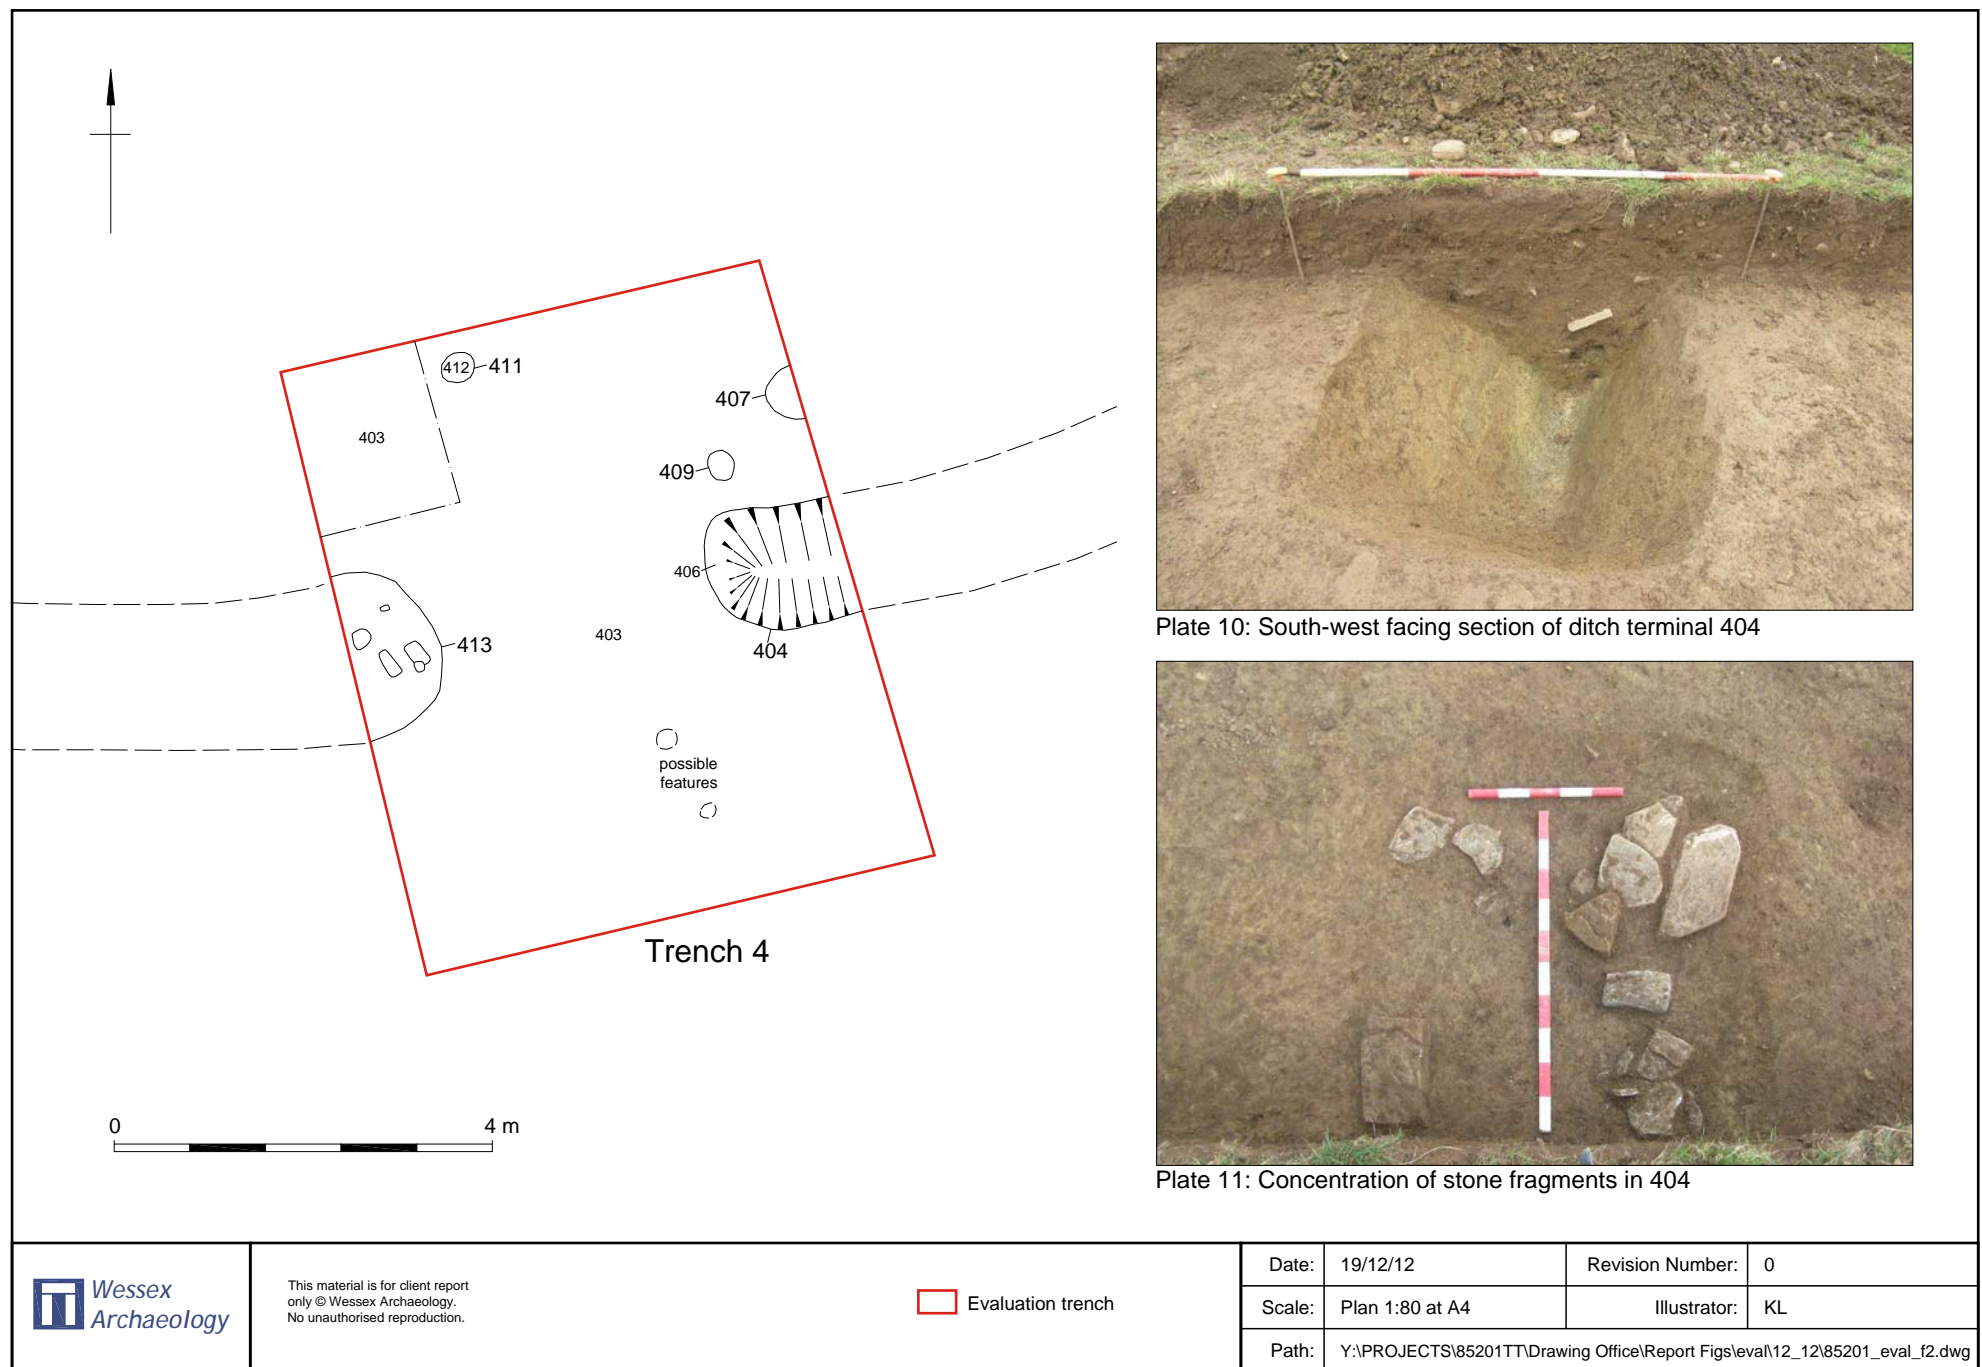 412
411
407
403
409
406
403
413
404
possible
features
Trench 4
0
4 m
Plate 10: South-west facing section of ditch terminal 404
Plate 11: Concentration of stone fragments in 404
Wessex
Archaeology
This material is for client report
only © Wessex Archaeology.
No unauthorised reproduction.
Evaluation trench
Date: 19/12/12 Revision Number: 0
Scale: Plan 1:80 at A4 Illustrator: KL
Path: Y:\PROJECTS\85201TT\Drawing Office\Report Figs\eval\12_12\85201_eval_f2.dwg